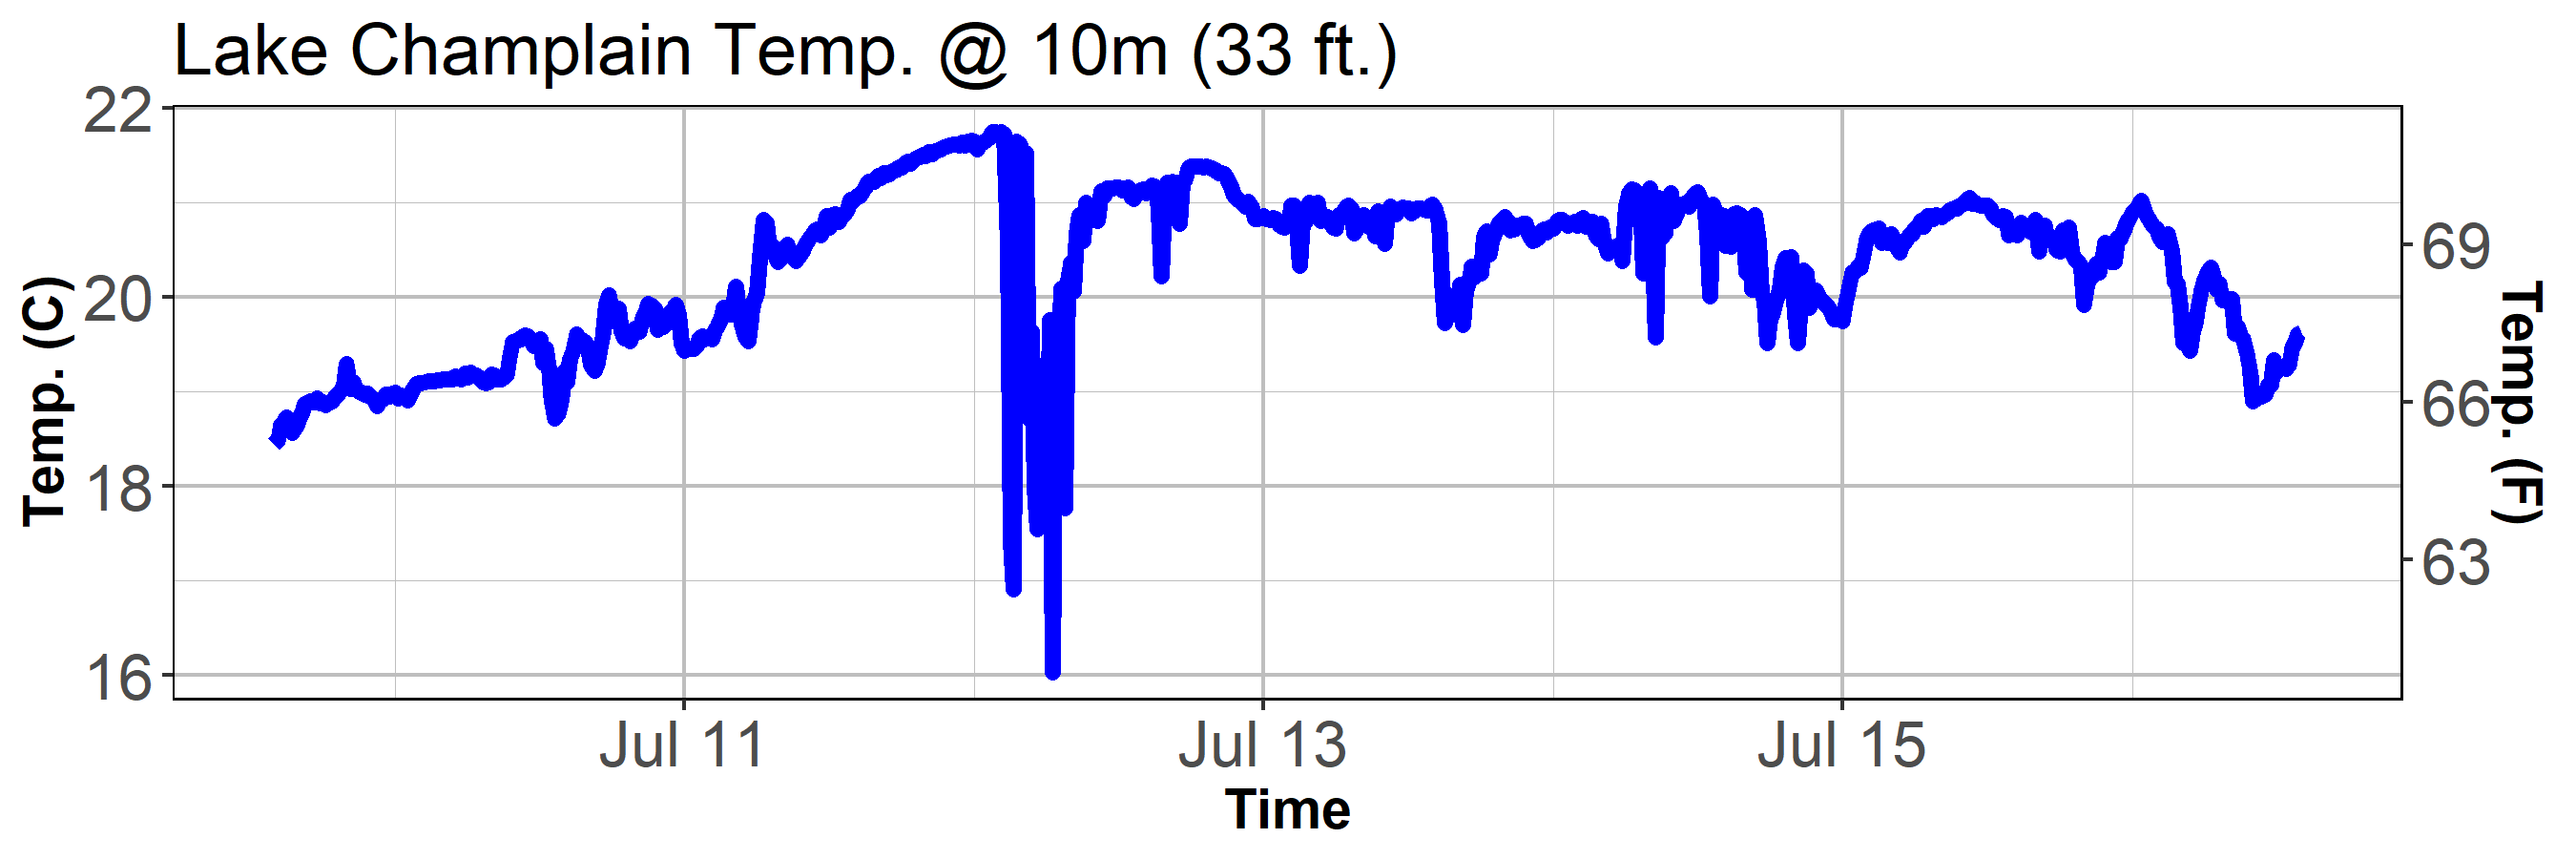 Lake Champlain Temp. @ 10m (33 ft.)
22
20
18
16
Temp. (C)
69
66
63
Temp. (F)
Jul 11
Jul 13
Jul 15
Time